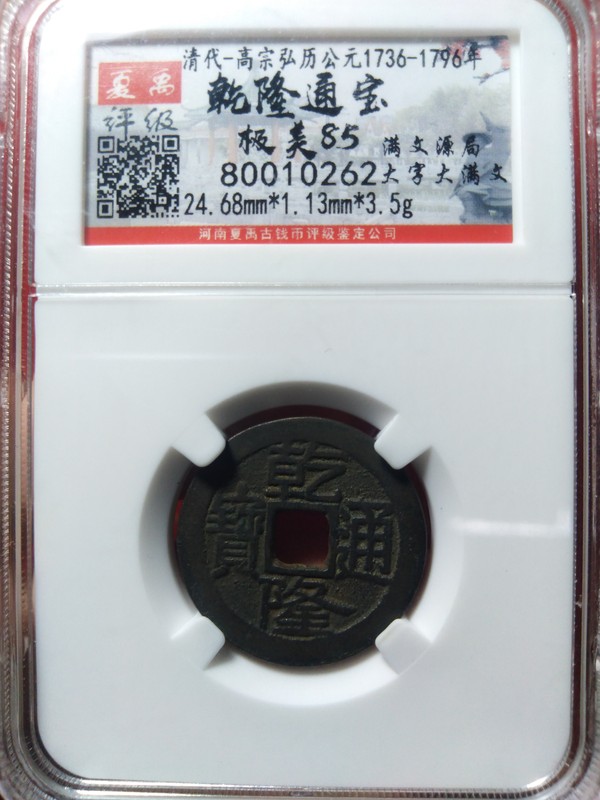 清代-高宗弘历公元1736-1796年
夏禹
评级
乾隆通宝
极美85
满文源局
80010262
大字大满文
24.68mm*1.13mm*3.5g
河南夏禹古钱币评级鉴定公司
乾
隆
通
寶